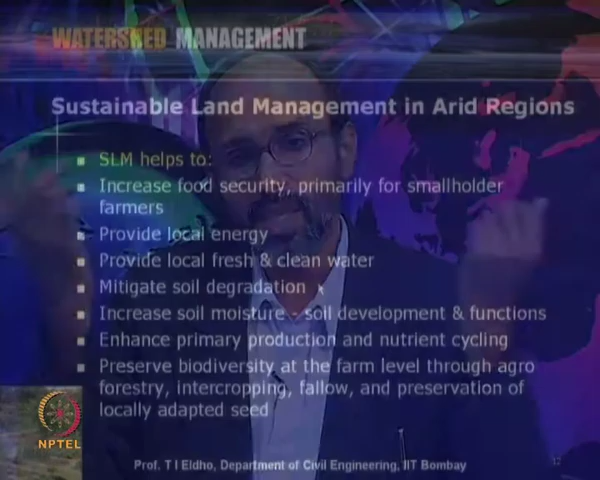 WATERSHED MANAGEMENT
Sustainable Land Management in Arid Regions
SLM helps to:
Increase food security, primarily for smallholder
farmers
Provide local energy
Provide local fresh & clean water
Mitigate soil degradation
Increase soil moisture - soil development & functions
Enhance primary production and nutrient cycling
Preserve biodiversity at the farm level through agro
forestry, intercropping, fallow, and preservation of
locally adapted seed
NPTEL
Prof. T I Eldho, Department of Civil Engineering, IIT Bombay